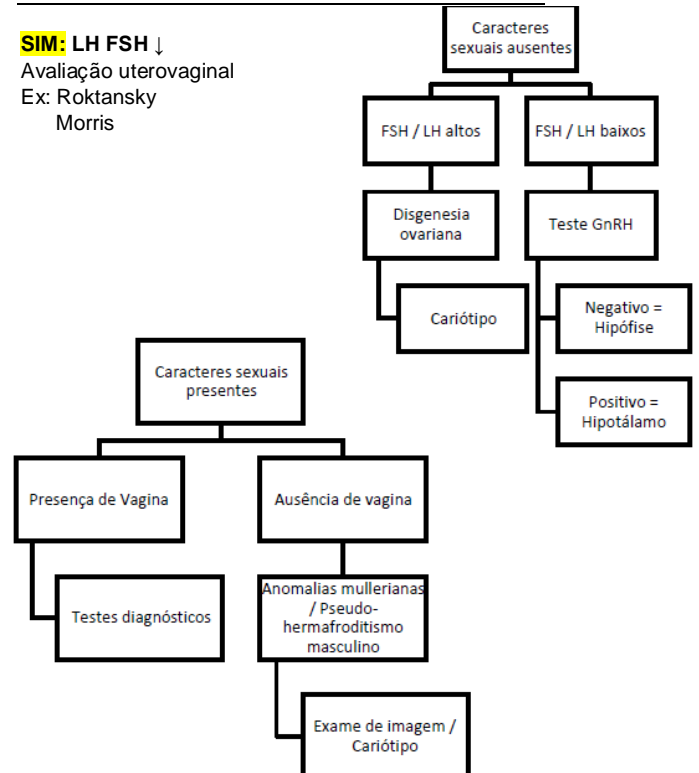 SIM: LH FSH ↓
Avaliação uterovaginal
Ex: Roktansky
Morris
Caracteres
sexuais ausentes
FSH / LH altos
FSH / LH baixos
Disgenesia
ovariana
Teste GnRH
Cariótipo
Negativo =
Hipófise
Positivo =
Hipotálamo
Caracteres sexuais
presentes
Presença de Vagina
Ausência de vagina
Testes diagnósticos
Anomalias mullerianas
/ Pseudo-
hermafroditismo
masculino
Exame de imagem /
Cariótipo